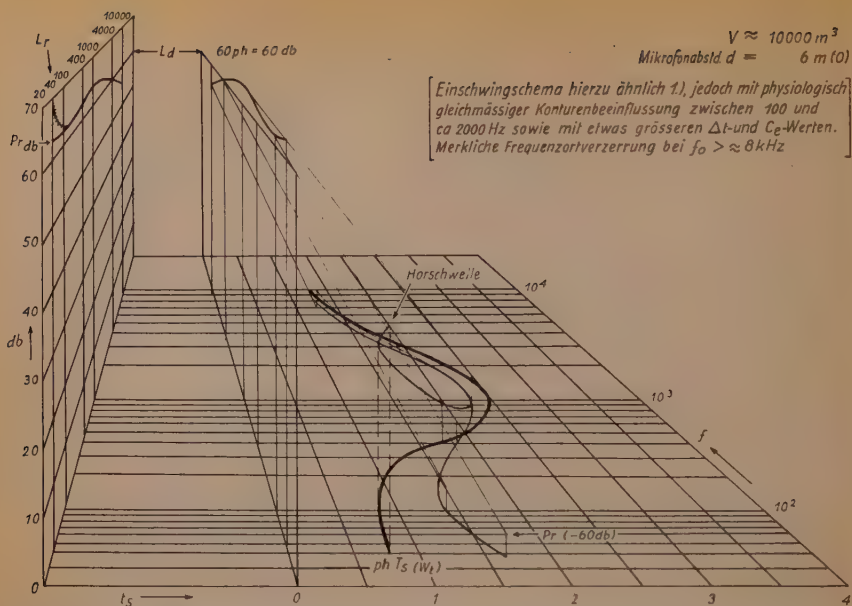 V ≈ 10000 m³
Mikrofonabstd. d = 6 m (0)
Einschwingschema hierzu ähnlich 1.), jedoch mit physiologisch
gleichmässiger Konturenbeeinflussung zwischen 100 und
ca 2000 Hz sowie mit etwas grösseren Δt- und Ce-Werten.
Merkliche Frequenzortverzerrung bei f₀ > ≈ 8 kHz
10000
4000
1000
400
100
40
20
Lr
Ld
60 ph = 60 db
70
Pr db
60
50
40
db
30
20
10
0
Hörschwelle
10⁴
10³
f
10²
Pr (-60 db)
ph Ts (Wt)
ts
0
1
2
3
4